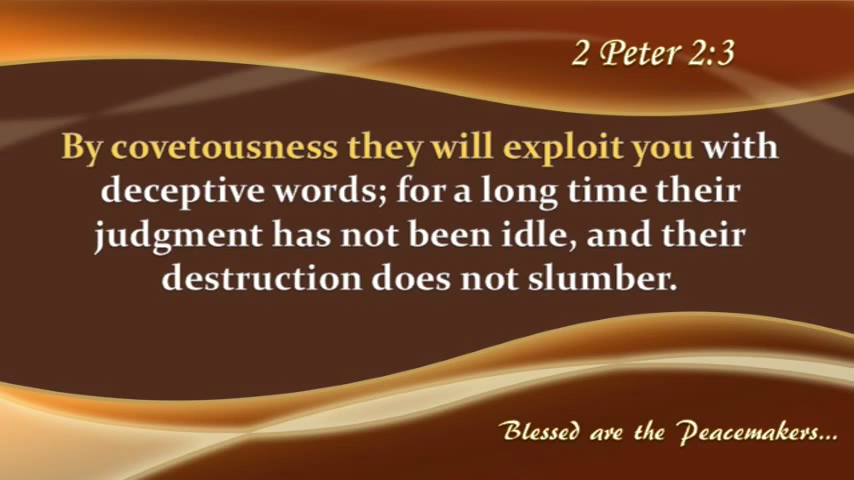 2 Peter 2:3
By covetousness they will exploit you with
deceptive words; for a long time their
judgment has not been idle, and their
destruction does not slumber.
Blessed are the Peacemakers...